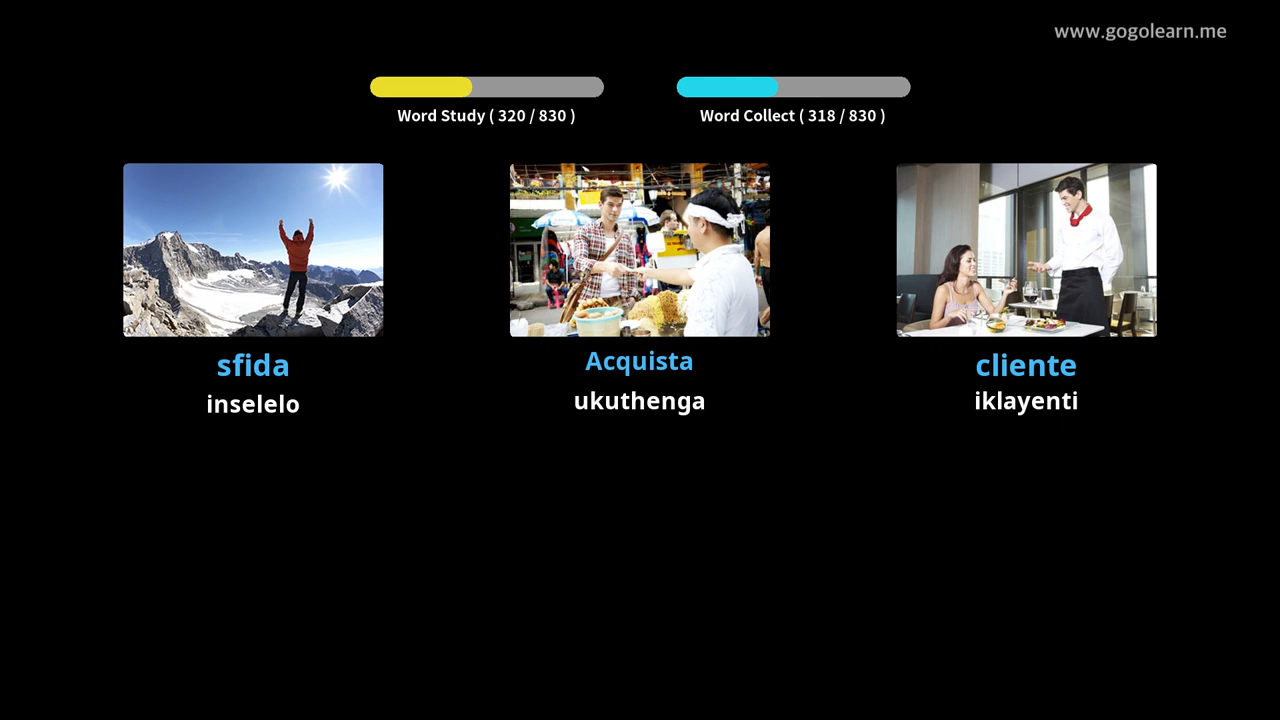 www.gogolearn.me
Word Study ( 320 / 830 )
Word Collect ( 318 / 830 )
sfida
inselelo
Acquista
ukuthenga
cliente
iklayenti